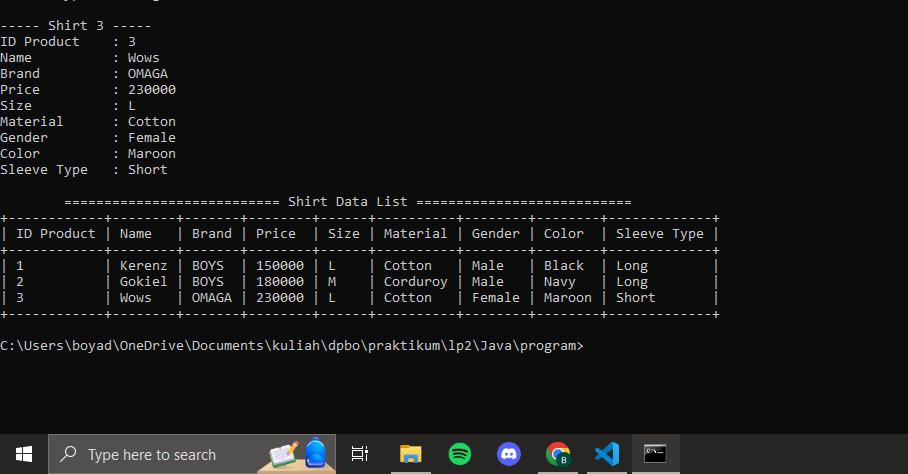 ----- Shirt 3 -----
ID Product    : 3
Name          : Wows
Brand         : OMAGA
Price         : 230000
Size          : L
Material      : Cotton
Gender        : Female
Color         : Maroon
Sleeve Type   : Short
        =========================== Shirt Data List ===========================
+------------+--------+-------+--------+------+----------+--------+--------+-------------+
| ID Product | Name   | Brand | Price  | Size | Material | Gender | Color  | Sleeve Type |
+------------+--------+-------+--------+------+----------+--------+--------+-------------+
| 1          | Kerenz | BOYS  | 150000 | L    | Cotton   | Male   | Black  | Long        |
| 2          | Gokiel | BOYS  | 180000 | M    | Corduroy | Male   | Navy   | Long        |
| 3          | Wows   | OMAGA | 230000 | L    | Cotton   | Female | Maroon | Short       |
+------------+--------+-------+--------+------+----------+--------+--------+-------------+
C:\Users\boyad\OneDrive\Documents\kuliah\dpbo\praktikum\lp2\Java\program>
Type here to search
B